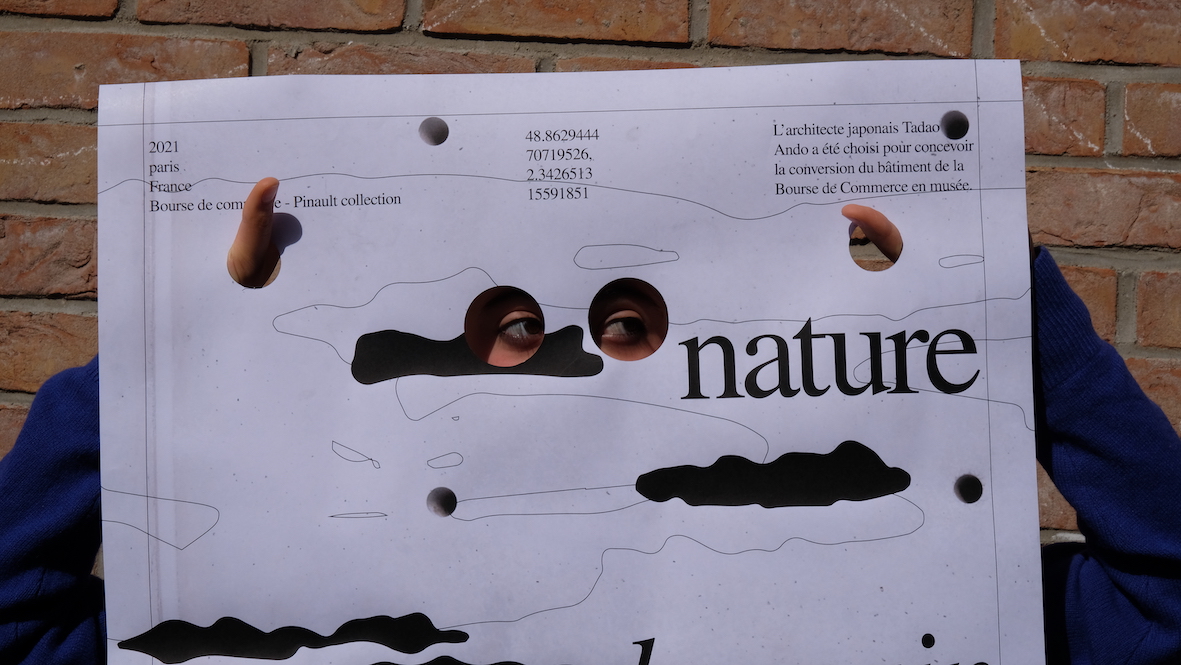 2021
paris
France
Bourse de com e - Pinault collection
48.8629444
70719526,
2.3426513
15591851
L'architecte japonais Tadao
Ando a été choisi pour concevoir
la conversion du bâtiment de la
Bourse de Commerce en musée.
nature